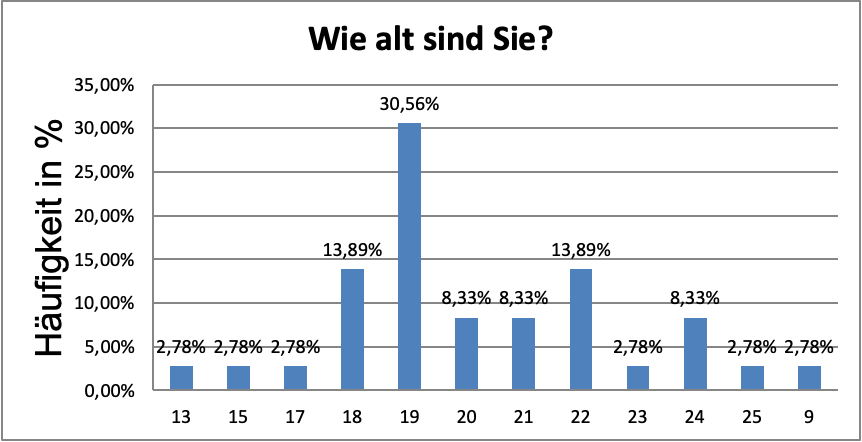 Wie alt sind Sie?
Häufigkeit in %
35,00%
30,00%
25,00%
20,00%
15,00%
10,00%
5,00%
0,00%
2,78% 2,78% 2,78% 13,89% 30,56% 8,33% 8,33% 13,89% 2,78% 8,33% 2,78% 2,78%
13 15 17 18 19 20 21 22 23 24 25 9